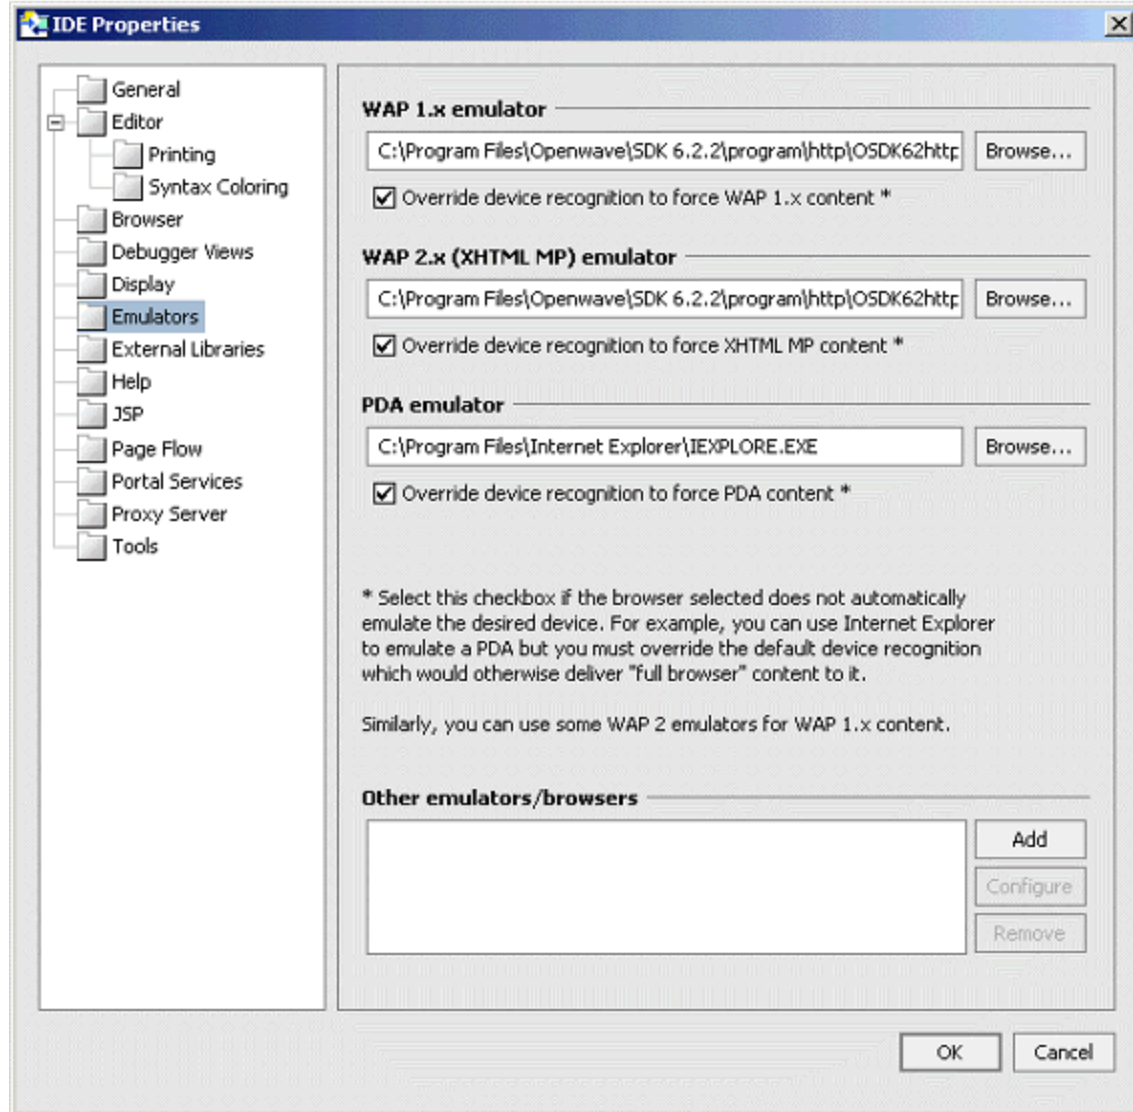 IDE Properties
General
Editor
Printing
Syntax Coloring
Browser
Debugger Views
Display
Emulators
External Libraries
Help
JSP
Page Flow
Portal Services
Proxy Server
Tools
WAP 1.x emulator
C:\Program Files\Openwave\SDK 6.2.2\program\http\OSDK62http
Browse...
Override device recognition to force WAP 1.x content *
WAP 2.x (XHTML MP) emulator
C:\Program Files\Openwave\SDK 6.2.2\program\http\OSDK62http
Browse...
Override device recognition to force XHTML MP content *
PDA emulator
C:\Program Files\Internet Explorer\IEXPLORE.EXE
Browse...
Override device recognition to force PDA content *
* Select this checkbox if the browser selected does not automatically
emulate the desired device. For example, you can use Internet Explorer
to emulate a PDA but you must override the default device recognition
which would otherwise deliver "full browser" content to it.
Similarly, you can use some WAP 2 emulators for WAP 1.x content.
Other emulators/browsers
Add
Configure
Remove
OK
Cancel